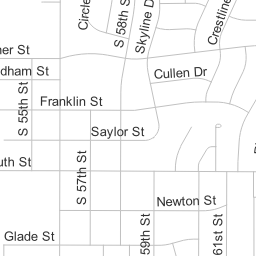 Circle
S 58th St
Skyline D
Crestline
ner St
dham St
Cullen Dr
S 55th St
Franklin St
Saylor St
uth St
S 57th St
Newton St
59th St
61st St
Glade St